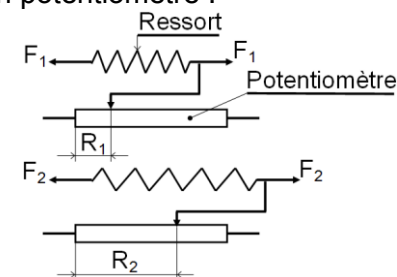 n potentiomètre :
Ressort
F1 F1
Potentiomètre
R1
F2 F2
R2